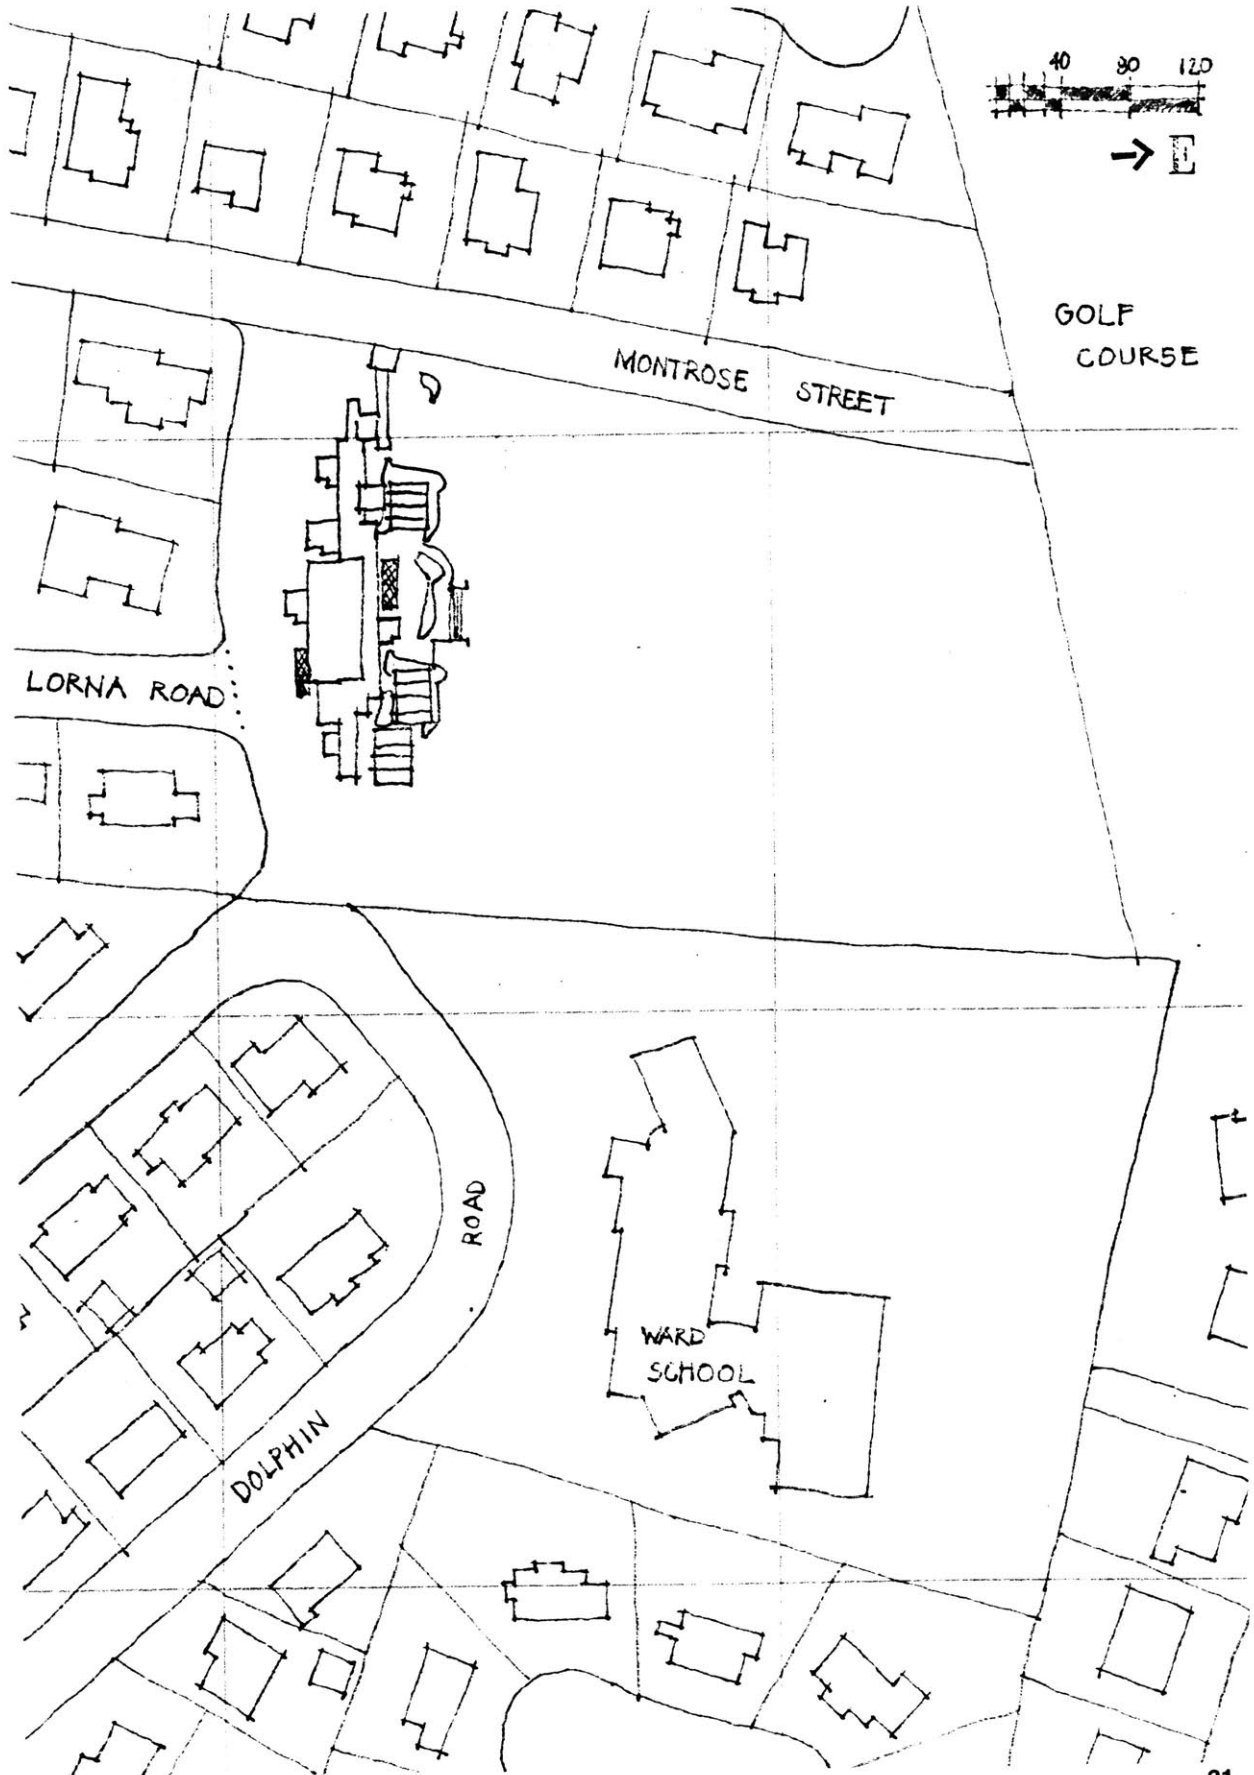 40 80 120
E
GOLF
COURSE
MONTROSE STREET
LORNA ROAD
ROAD
WARD
SCHOOL
DOLPHIN